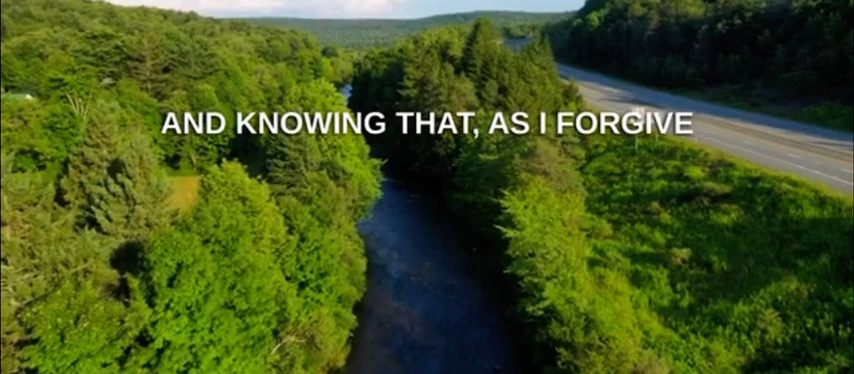 AND KNOWING THAT, AS I FORGIVE